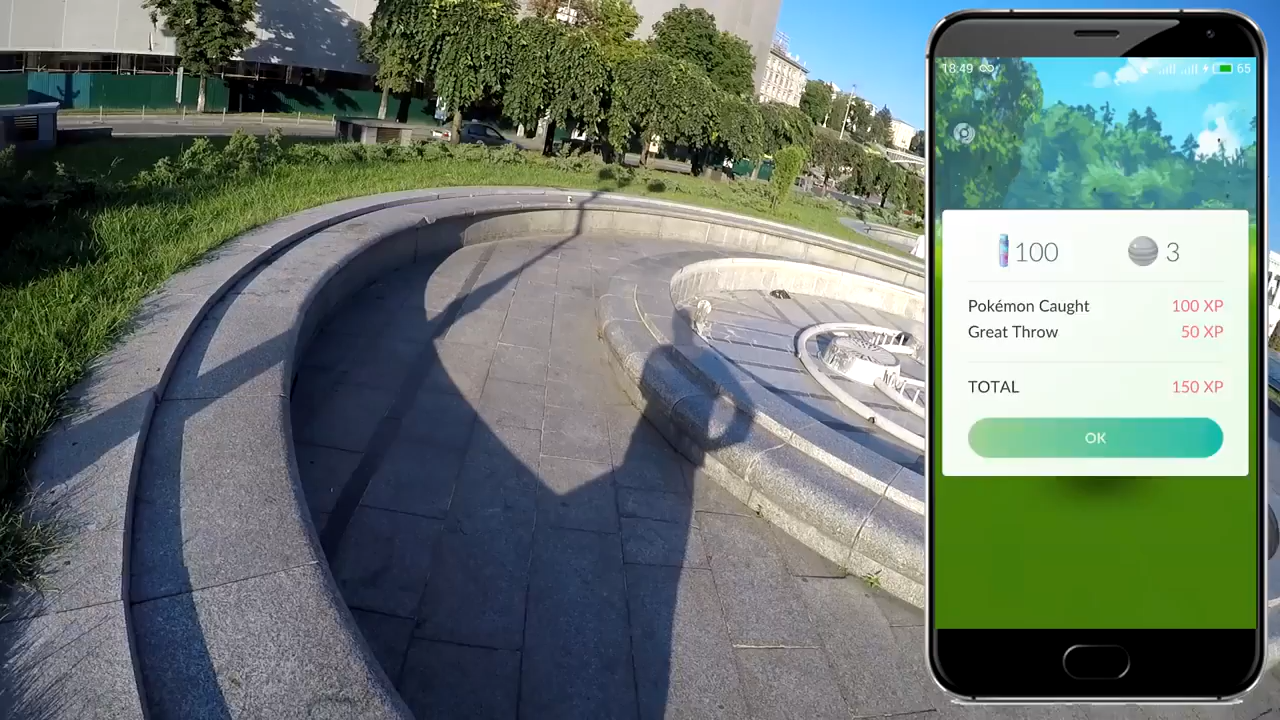 18:49 65
100 3
Pokémon Caught 100 XP
Great Throw 50 XP
TOTAL 150 XP
OK